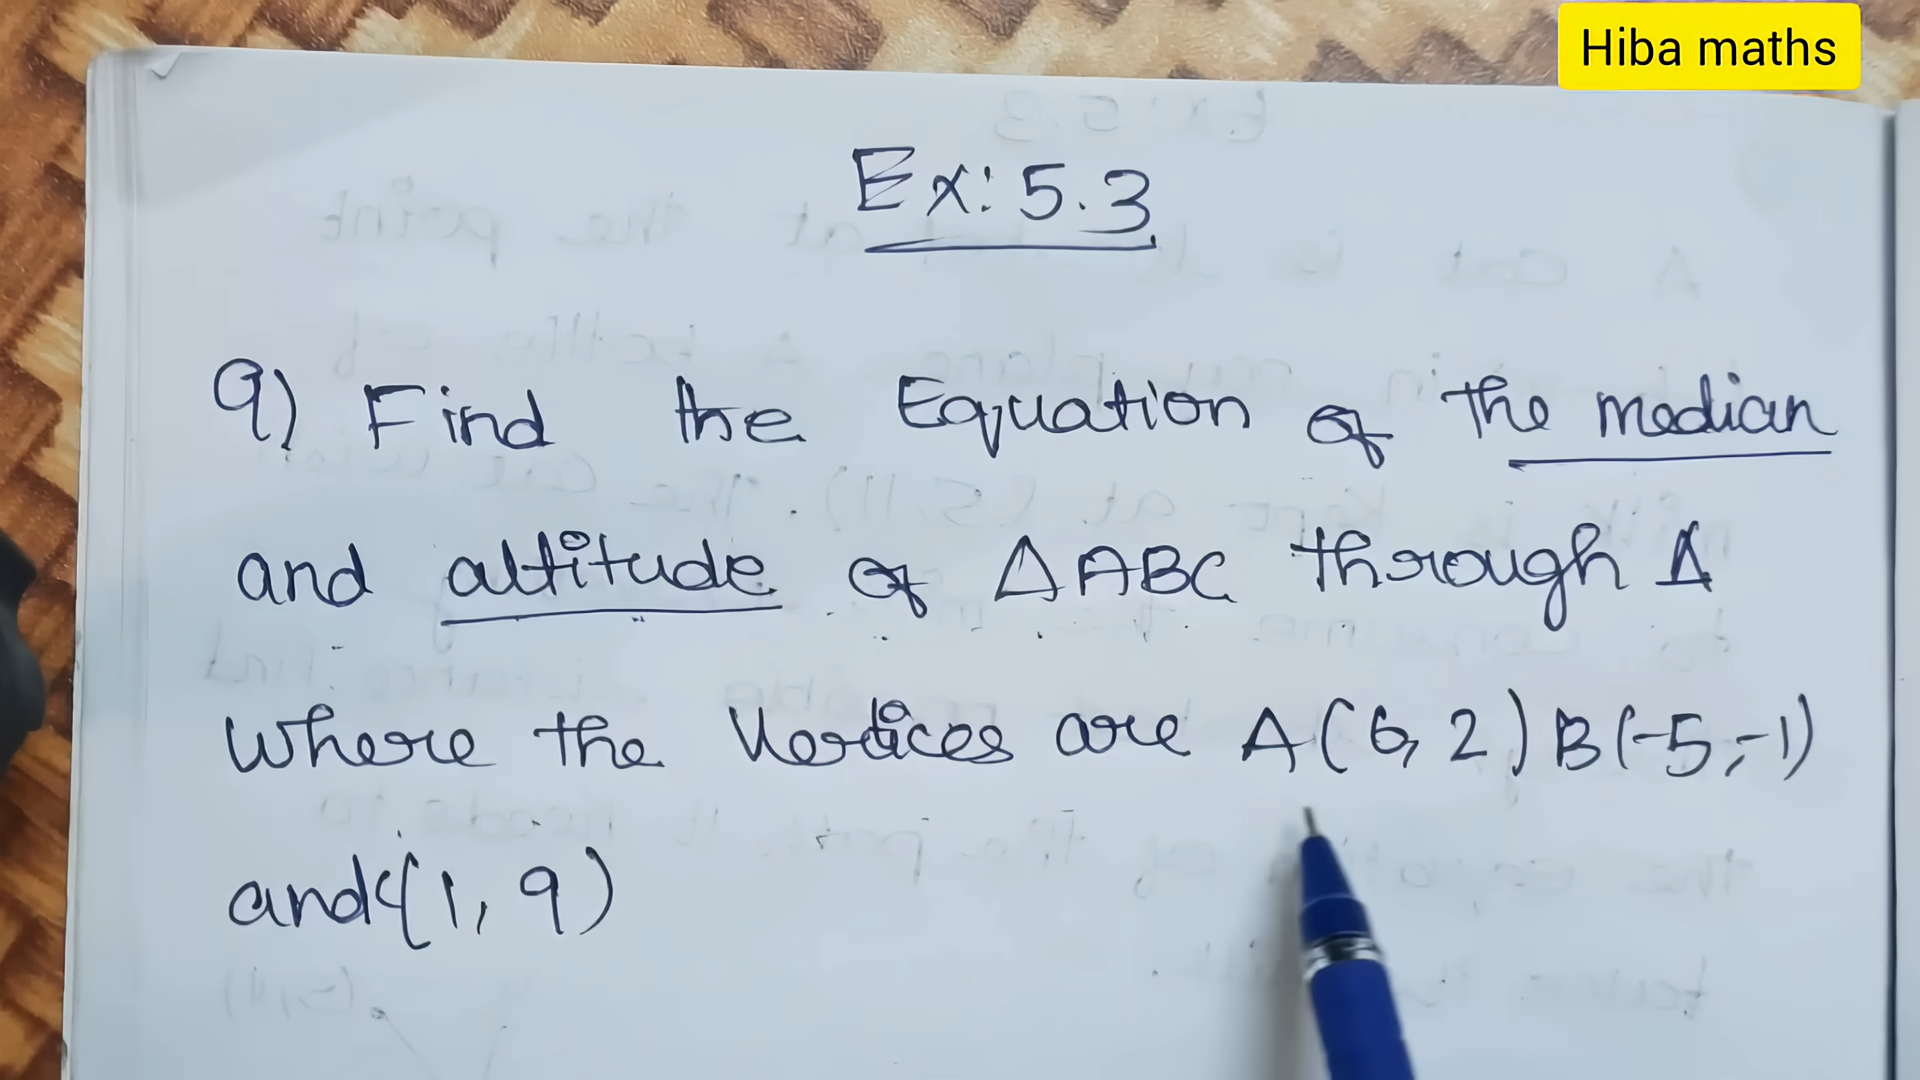 Hiba maths
Ex: 5.3
9) Find the Equation of the median
and altitude of △ABC through A
where the Vertices are A(6, 2) B(-5, -1)
and C(1, 9)